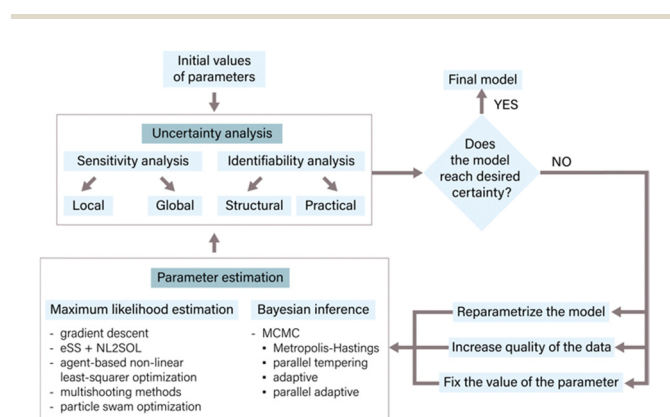 Initial values
of parameters
Uncertainty analysis
Sensitivity analysis
Identifiability analysis
Local
Global
Structural
Practical
Final model
YES
Does
the model
reach desired
certainty?
NO
Parameter estimation
Maximum likelihood estimation
- gradient descent
- eSS + NL2SOL
- agent-based non-linear
least-squarer optimization
- multishooting methods
- particle swam optimization
Bayesian inference
- MCMC
• Metropolis-Hastings
• parallel tempering
• adaptive
• parallel adaptive
Reparametrize the model
Increase quality of the data
Fix the value of the parameter